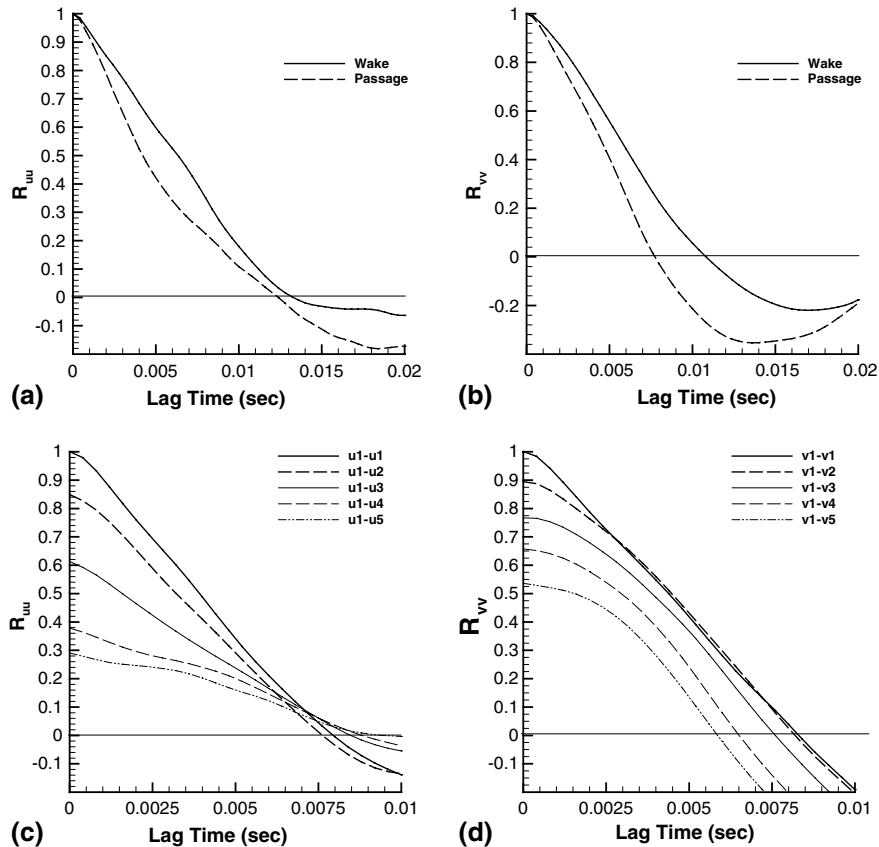 1
0.9
0.8
0.7
0.6
0.5
0.4
0.3
0.2
0.1
0
-0.1
R_uu
Wake
Passage
0 0.005 0.01 0.015 0.02
(a) Lag Time (sec)
1
0.8
0.6
0.4
0.2
0
-0.2
R_vv
Wake
Passage
0 0.005 0.01 0.015 0.02
(b) Lag Time (sec)
1
0.9
0.8
0.7
0.6
0.5
0.4
0.3
0.2
0.1
0
-0.1
R_uu
u1-u1
u1-u2
u1-u3
u1-u4
u1-u5
0 0.0025 0.005 0.0075 0.01
(c) Lag Time (sec)
1
0.9
0.8
0.7
0.6
0.5
0.4
0.3
0.2
0.1
0
-0.1
R_vv
v1-v1
v1-v2
v1-v3
v1-v4
v1-v5
0 0.0025 0.005 0.0075 0.01
(d) Lag Time (sec)